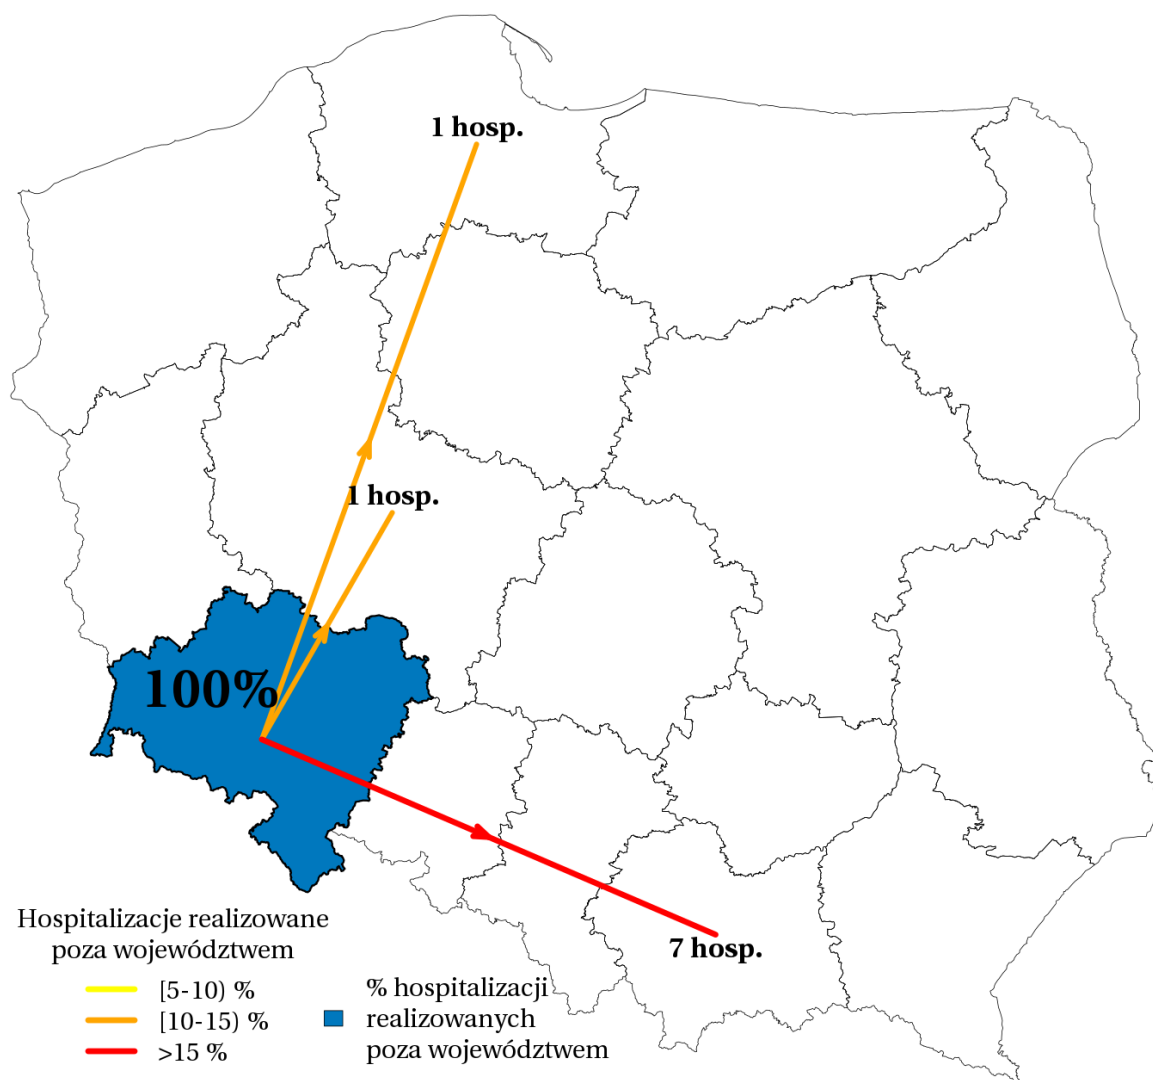 1 hosp.
1 hosp.
100%
7 hosp.
Hospitalizacje realizowane
poza województwem
[5-10) %
[10-15) %
>15 %
% hospitalizacji
realizowanych
poza województwem